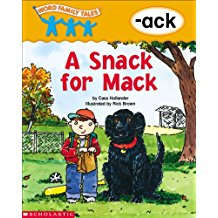 WORD FAMILY TALES
-ack
A Snack
for Mack
by Cass Hollander
Illustrated by Rick Brown
SCHOLASTIC